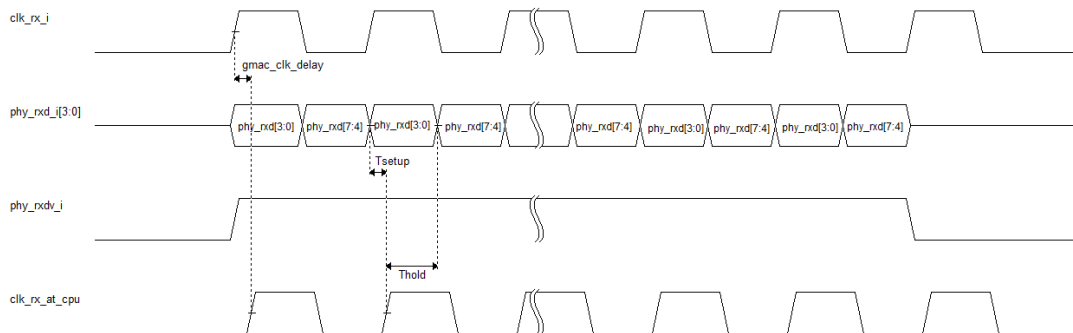 clk_rx_i
gmac_clk_delay
phy_rxd_i[3:0]
phy_rxd[3:0] phy_rxd[7:4] phy_rxd[3:0] phy_rxd[7:4] phy_rxd[7:4] phy_rxd[3:0] phy_rxd[7:4] phy_rxd[3:0] phy_rxd[7:4]
Tsetup
phy_rxdv_i
Thold
clk_rx_at_cpu